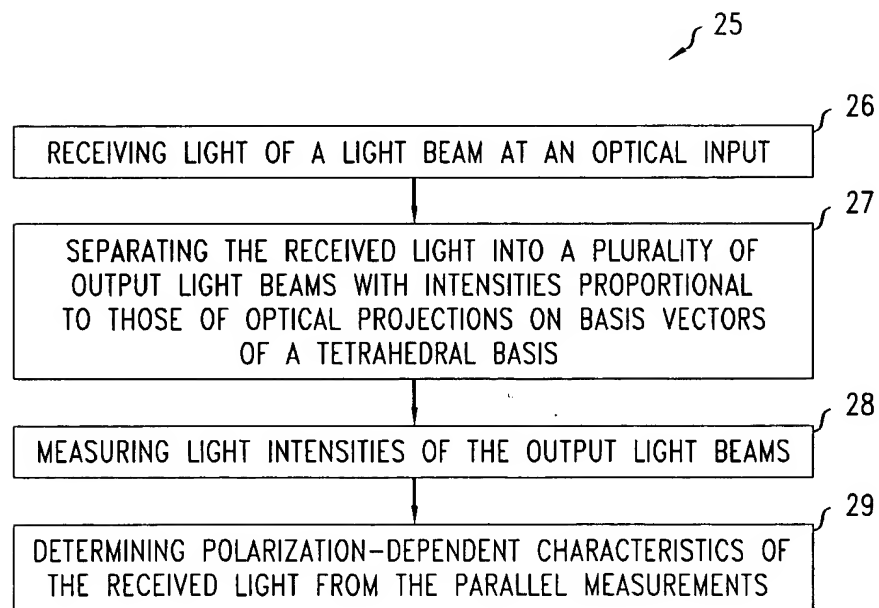 25
26
RECEIVING LIGHT OF A LIGHT BEAM AT AN OPTICAL INPUT
27
SEPARATING THE RECEIVED LIGHT INTO A PLURALITY OF
OUTPUT LIGHT BEAMS WITH INTENSITIES PROPORTIONAL
TO THOSE OF OPTICAL PROJECTIONS ON BASIS VECTORS
OF A TETRAHEDRAL BASIS
28
MEASURING LIGHT INTENSITIES OF THE OUTPUT LIGHT BEAMS
29
DETERMINING POLARIZATION-DEPENDENT CHARACTERISTICS OF
THE RECEIVED LIGHT FROM THE PARALLEL MEASUREMENTS